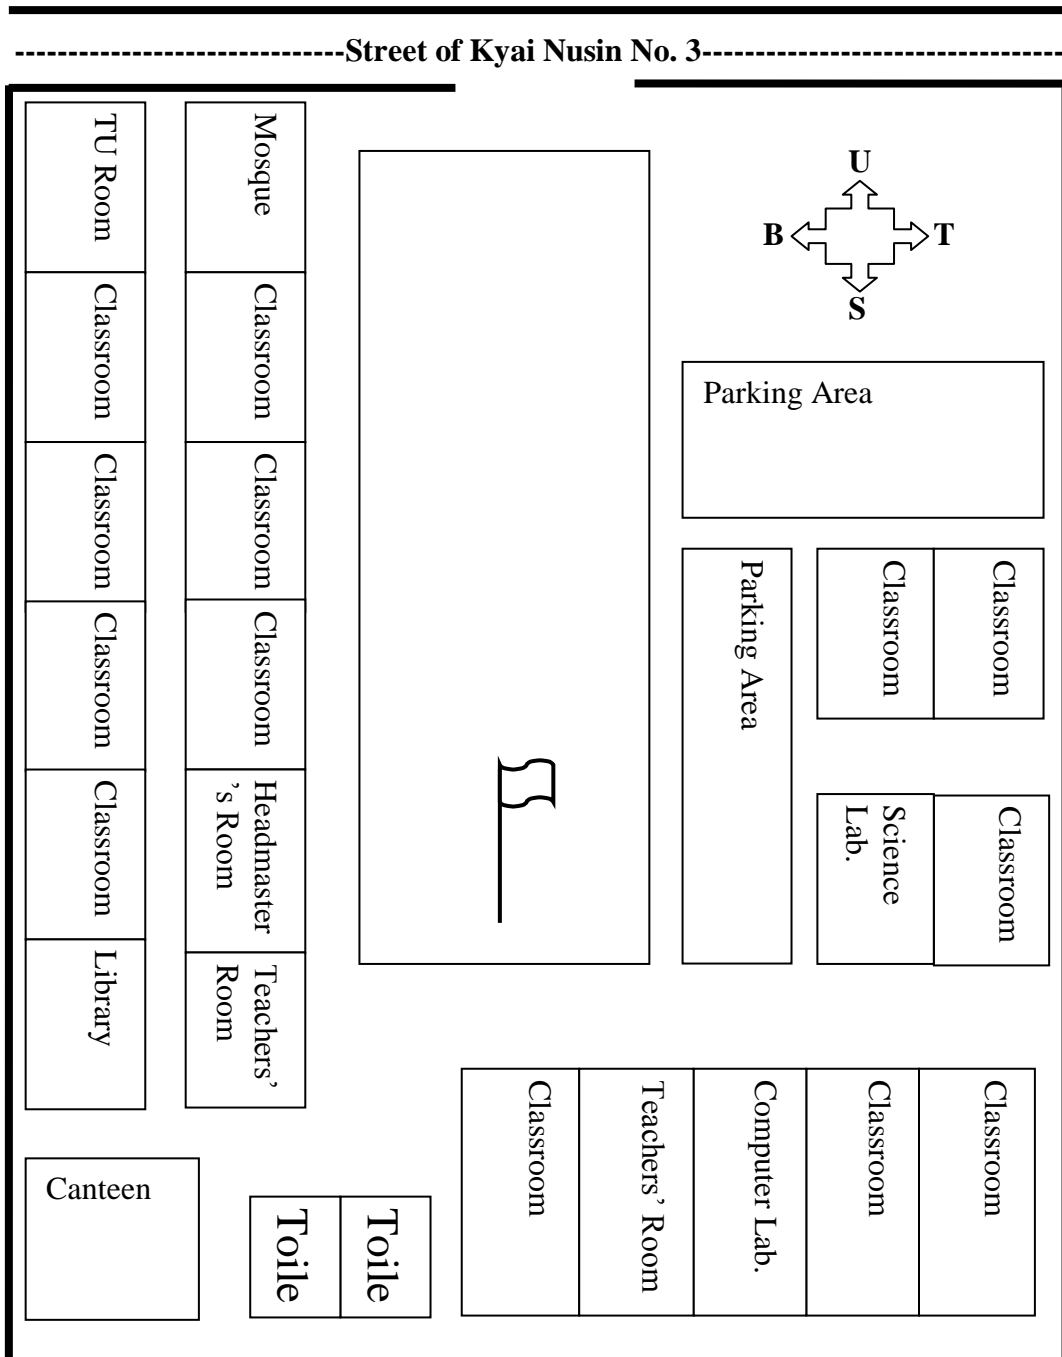 --------------------------------Street of Kyai Nusin No. 3-----------------------------------
TU Room
Mosque
U
B
T
S
Classroom
Classroom
Parking Area
Classroom
Classroom
Parking Area
Classroom
Classroom
Classroom
Classroom
Classroom
Headmaster
's Room
Science
Lab.
Classroom
Library
Teachers'
Room
Classroom
Teachers' Room
Computer Lab.
Classroom
Classroom
Canteen
Toile
Toile